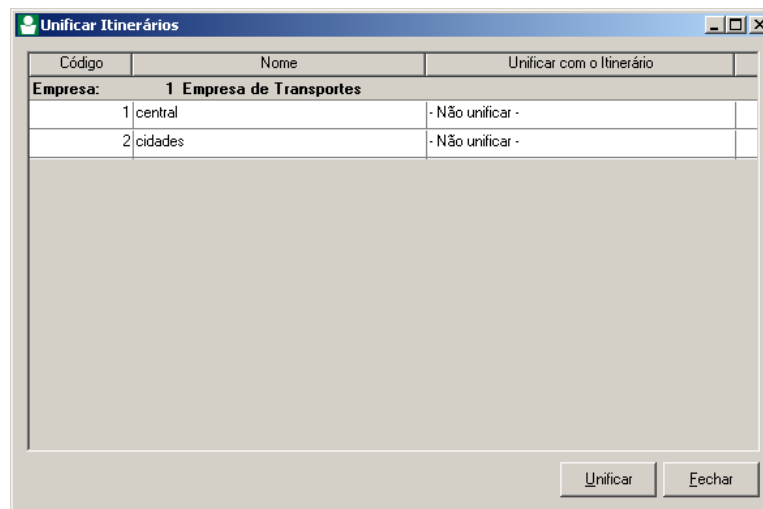 Unificar Itinerários
Código Nome Unificar com o Itinerário
Empresa: 1 Empresa de Transportes
1 central - Não unificar -
2 cidades - Não unificar -
Unificar Fechar